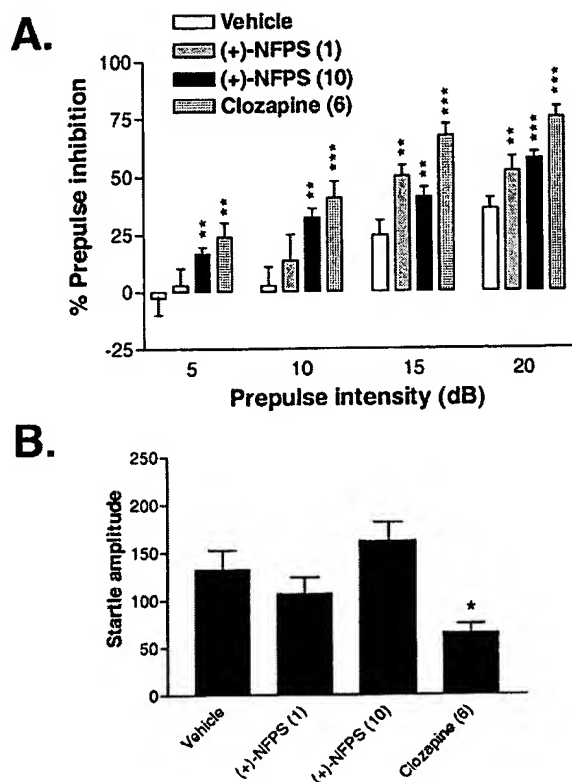 A.
Vehicle
(+)-NFPS (1)
(+)-NFPS (10)
Clozapine (6)
% Prepulse inhibition
100
75
50
25
0
-25
** **
** ***
** ** ***
** *** ***
5 10 15 20
Prepulse intensity (dB)
B.
Startle amplitude
250
200
150
100
50
0
*
Vehicle
(+)-NFPS (1)
(+)-NFPS (10)
Clozapine (6)